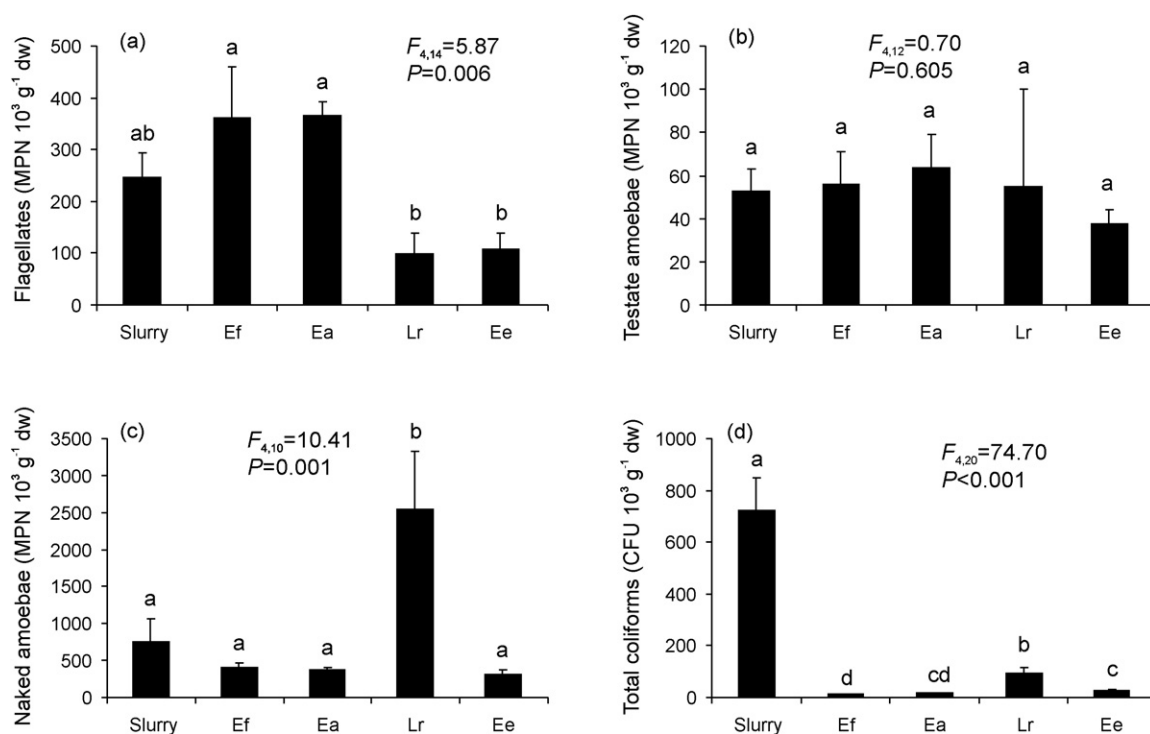 (a)
F4,14=5.87
P=0.006
Flagellates (MPN 10³ g⁻¹ dw)
500
400
300
200
100
0
ab
a
a
b
b
Slurry Ef Ea Lr Ee
(b)
F4,12=0.70
P=0.605
Testate amoebae (MPN 10³ g⁻¹ dw)
120
100
80
60
40
20
0
a
a
a
a
a
Slurry Ef Ea Lr Ee
(c)
F4,10=10.41
P=0.001
Naked amoebae (MPN 10³ g⁻¹ dw)
3500
3000
2500
2000
1500
1000
500
0
a
a
a
b
a
Slurry Ef Ea Lr Ee
(d)
F4,20=74.70
P<0.001
Total coliforms (CFU 10³ g⁻¹ dw)
1000
800
600
400
200
0
a
d
cd
b
c
Slurry Ef Ea Lr Ee